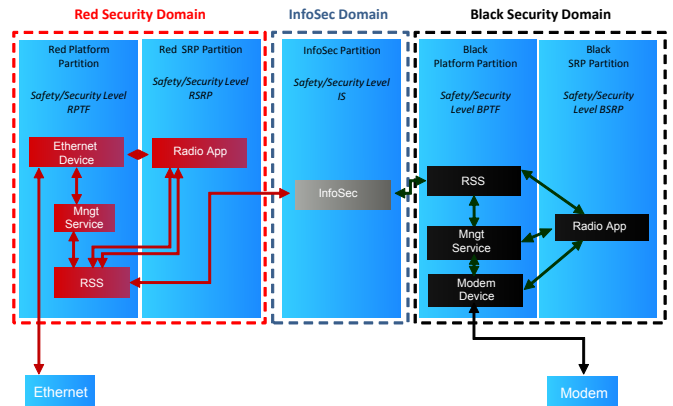 Red Security Domain
InfoSec Domain
Black Security Domain
Red Platform
Partition
Safety/Security Level
RPTF
Red SRP Partition
Safety/Security Level
RSRP
InfoSec Partition
Safety/Security Level
IS
Black
Platform Partition
Safety/Security
Level BPTF
Black
SRP Partition
Safety/Security
Level BSRP
Ethernet
Device
Radio App
Mngt
Service
RSS
InfoSec
RSS
Mngt
Service
Modem
Device
Radio App
Ethernet
Modem